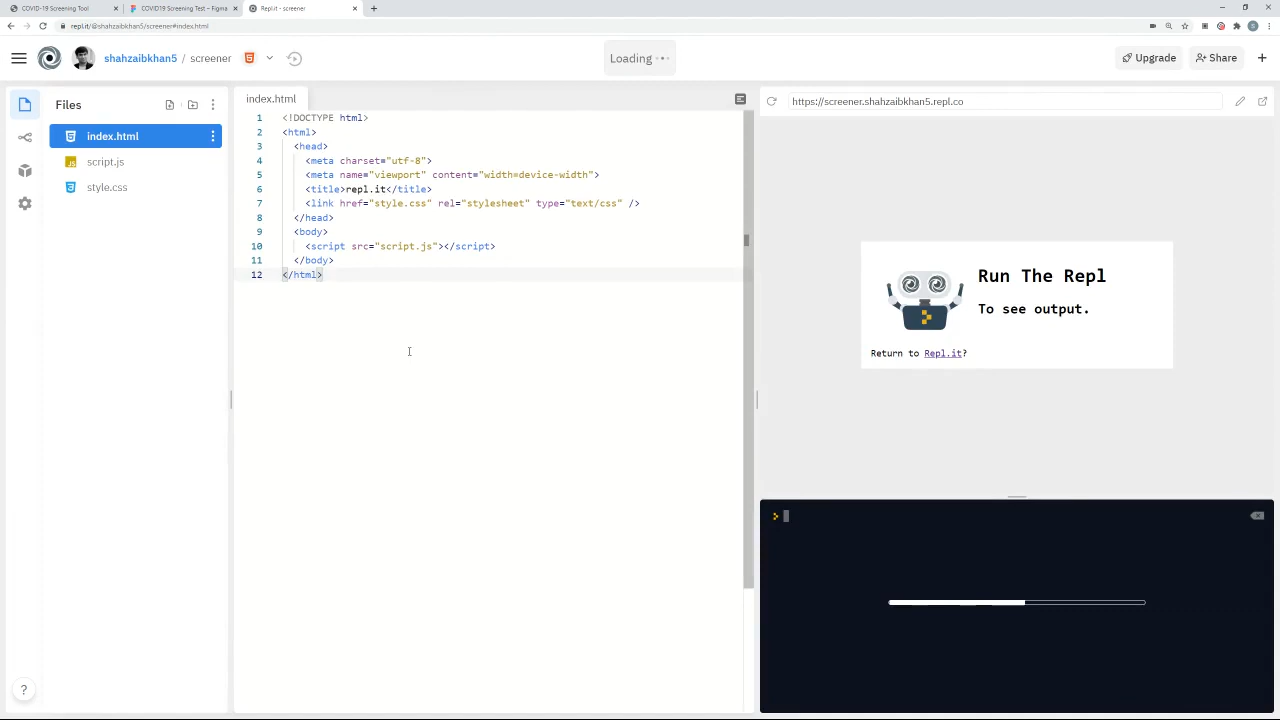 COVID-19 Screening Tool
COVID19 Screening Test – Figma
Repl.it - screener
repl.it/@shahzaibkhan5/screener#index.html
shahzaibkhan5 / screener
Loading
Upgrade
Share
Files
index.html
script.js
style.css
index.html
1 <!DOCTYPE html>
2 <html>
3 <head>
4 <meta charset="utf-8">
5 <meta name="viewport" content="width=device-width">
6 <title>repl.it</title>
7 <link href="style.css" rel="stylesheet" type="text/css" />
8 </head>
9 <body>
10 <script src="script.js"></script>
11 </body>
12 </html>
https://screener.shahzaibkhan5.repl.co
Run The Repl
To see output.
Return to Repl.it?
?